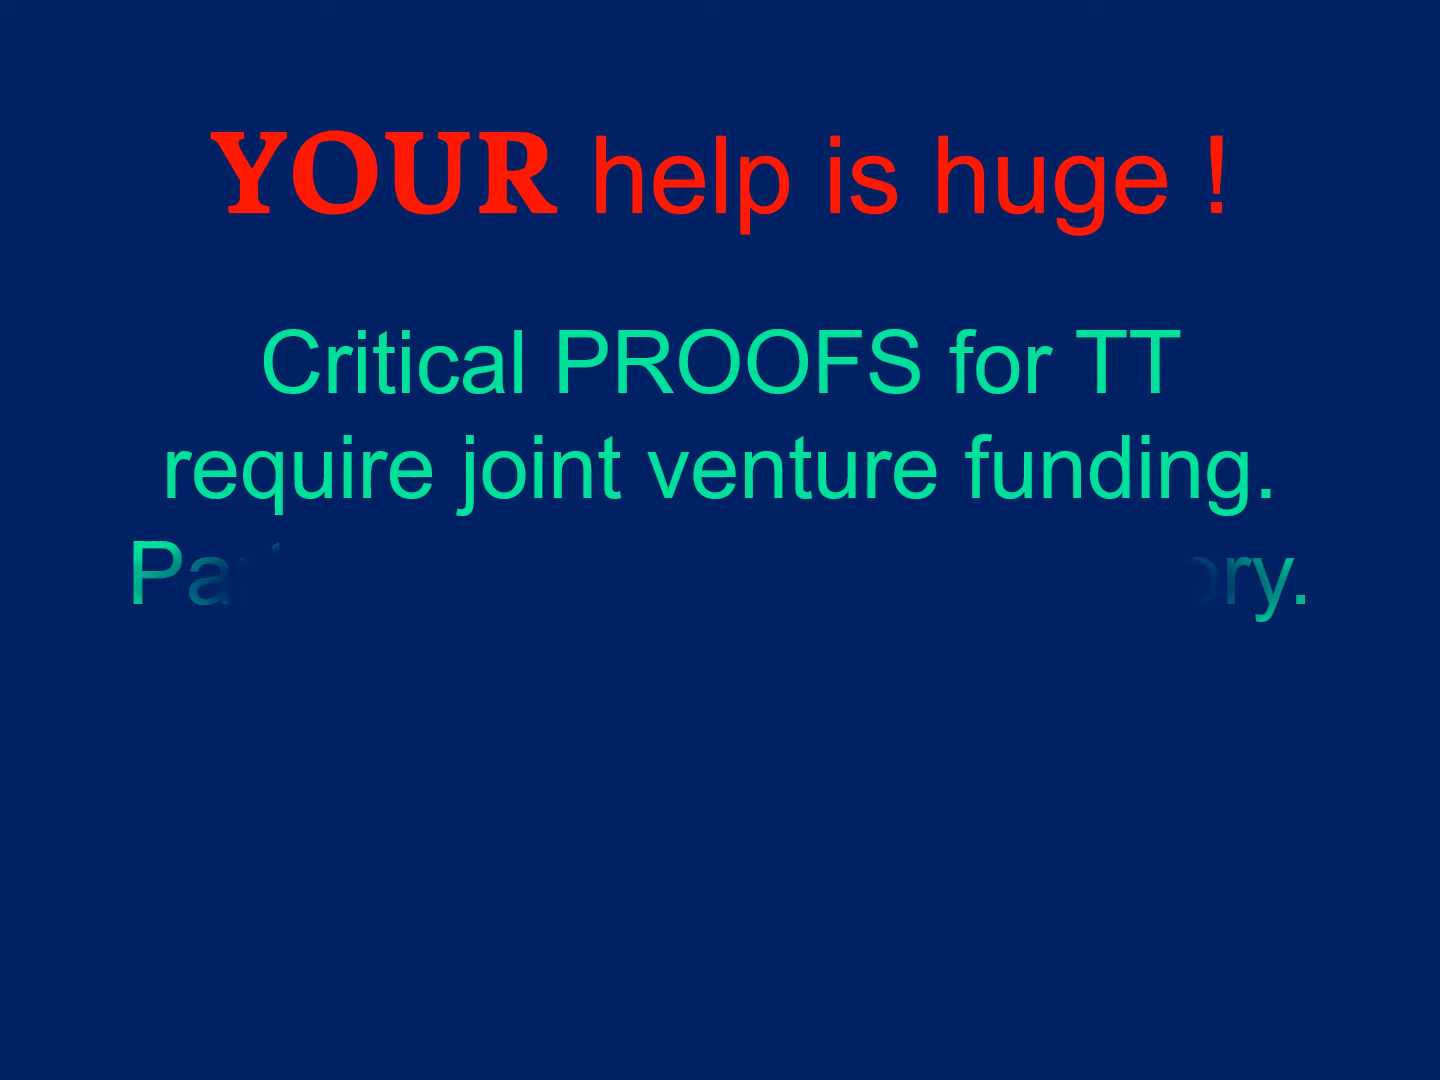 YOUR help is huge !
Critical PROOFS for TT
require joint venture funding.